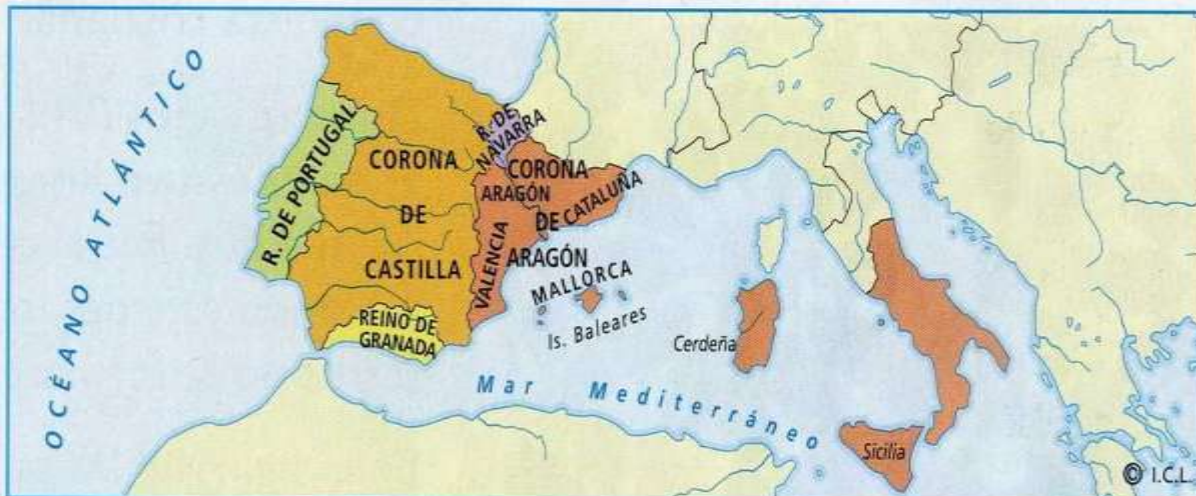 OCÉANO ATLÁNTICO
R. DE PORTUGAL
CORONA
DE
CASTILLA
REINO DE
GRANADA
R. DE
NAVARRA
CORONA
DE
ARAGÓN
ARAGÓN
CATALUÑA
VALENCIA
MALLORCA
Is. Baleares
Cerdeña
Mar Mediterráneo
Sicilia
© I.C.L.